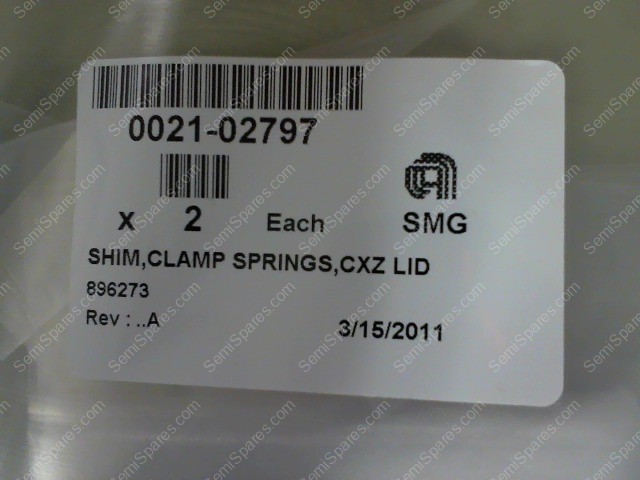 0021-02797
x 2 Each SMG
SHIM,CLAMP SPRINGS,CXZ LID
896273
Rev : ..A 3/15/2011
SemiSpares.com